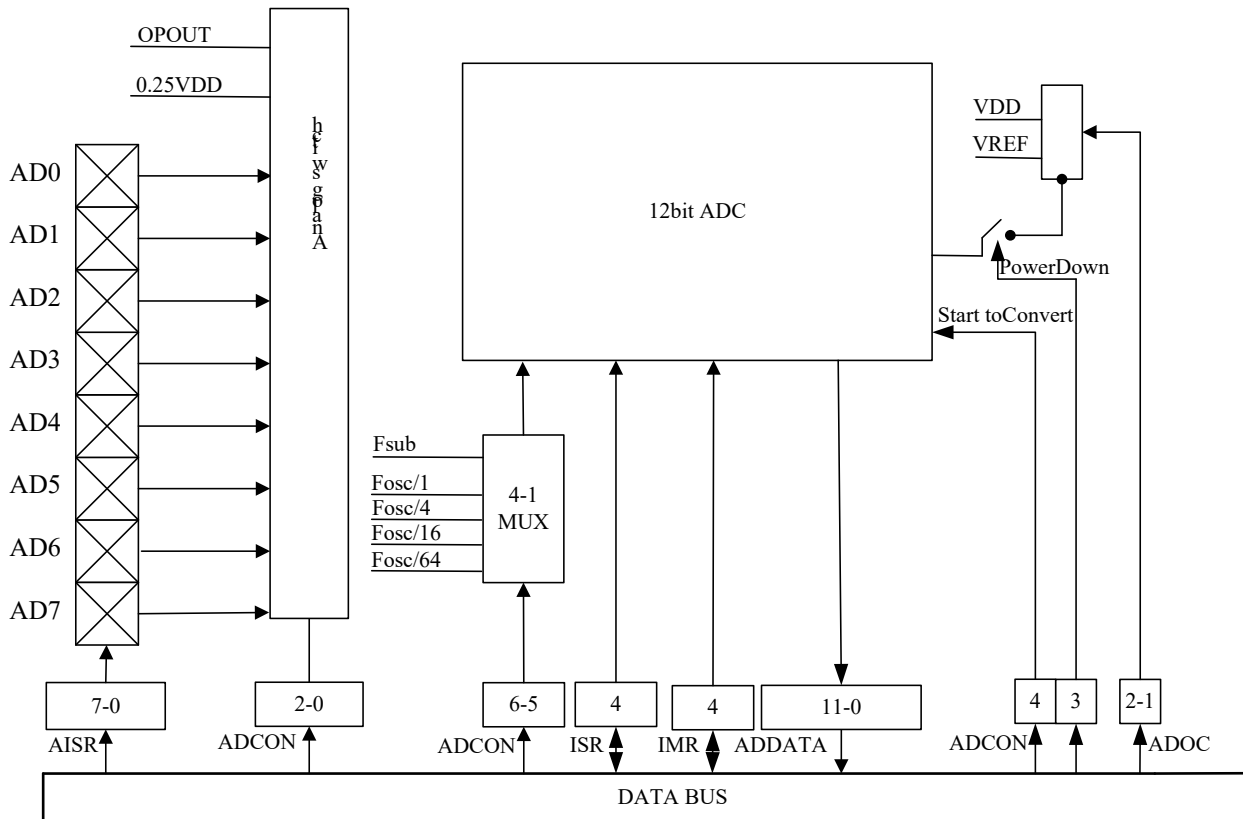 OPOUT
0.25VDD
Analog switch
AD0
AD1
AD2
AD3
AD4
AD5
AD6
AD7
12bit ADC
VDD
VREF
PowerDown
Start toConvert
Fsub
Fosc/1
Fosc/4
Fosc/16
Fosc/64
4-1
MUX
7-0
2-0
6-5
4
4
11-0
4
3
2-1
AISR
ADCON
ADCON
ISR
IMR
ADDATA
ADCON
ADOC
DATA BUS